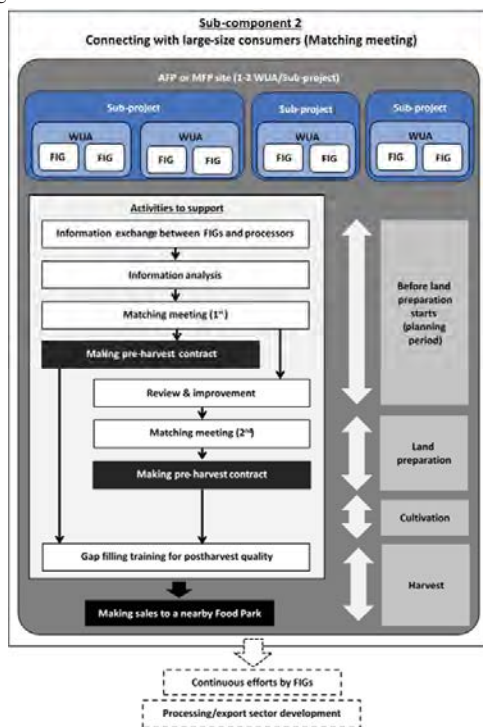 Sub-component 2
Connecting with large-size consumers (Matching meeting)
AFP or MFP site (1-2 WUA/Sub-project)
Sub-project
Sub-project
Sub-project
WUA
WUA
WUA
WUA
FIG
FIG
FIG
FIG
FIG
FIG
FIG
FIG
Activities to support
Information exchange between FIGs and processors
Information analysis
Matching meeting (1st)
Making pre-harvest contract
Review & improvement
Matching meeting (2nd)
Making pre-harvest contract
Gap filling training for postharvest quality
Making sales to a nearby Food Park
Before land
preparation
starts
(planning
period)
Land
preparation
Cultivation
Harvest
Continuous efforts by FIGs
Processing/export sector development